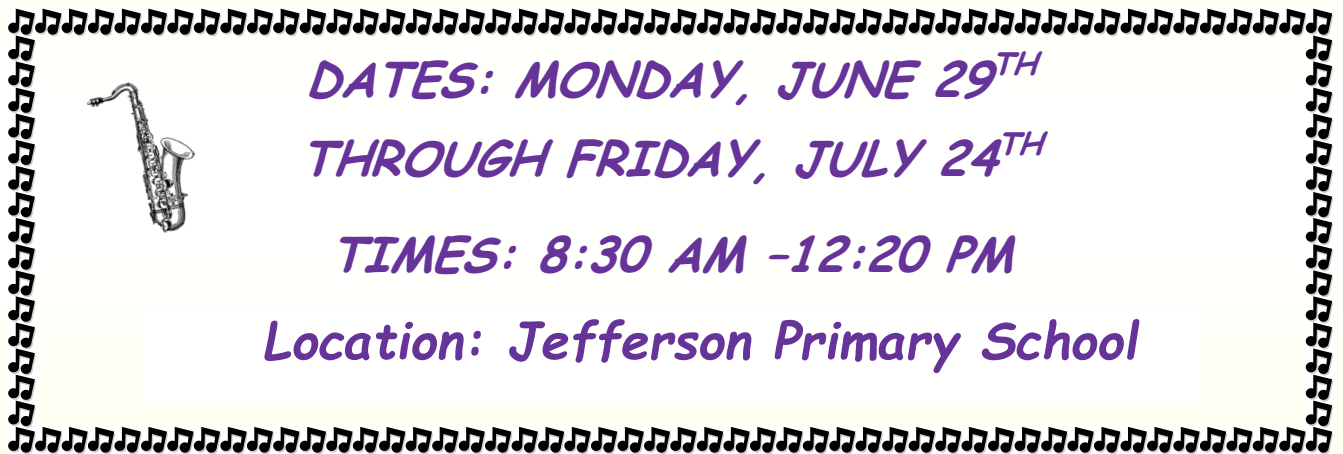 DATES: MONDAY, JUNE 29TH
THROUGH FRIDAY, JULY 24TH
TIMES: 8:30 AM –12:20 PM
Location: Jefferson Primary School